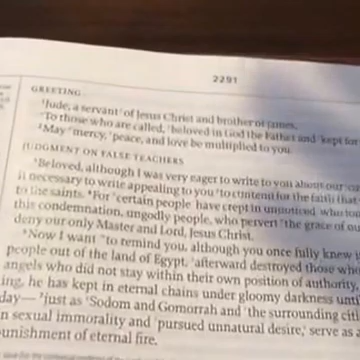 2291
GREETING
Jude, a servant of Jesus Christ and brother of James,
To those who are called, beloved in God the Father and kept for
May mercy, peace, and love be multiplied to you.
JUDGMENT ON FALSE TEACHERS
Beloved, although I was very eager to write to you about our
it necessary to write appealing to you to contend for the faith that
to the saints. For certain people have crept in unnoticed who
this condemnation, ungodly people, who pervert the grace of our
deny our only Master and Lord, Jesus Christ.
Now I want to remind you, although you once fully knew it
people out of the land of Egypt, afterward destroyed those who
angels who did not stay within their own position of authority,
ing, he has kept in eternal chains under gloomy darkness until
day— just as Sodom and Gomorrah and the surrounding citi
n sexual immorality and pursued unnatural desire, serve as a
punishment of eternal fire.